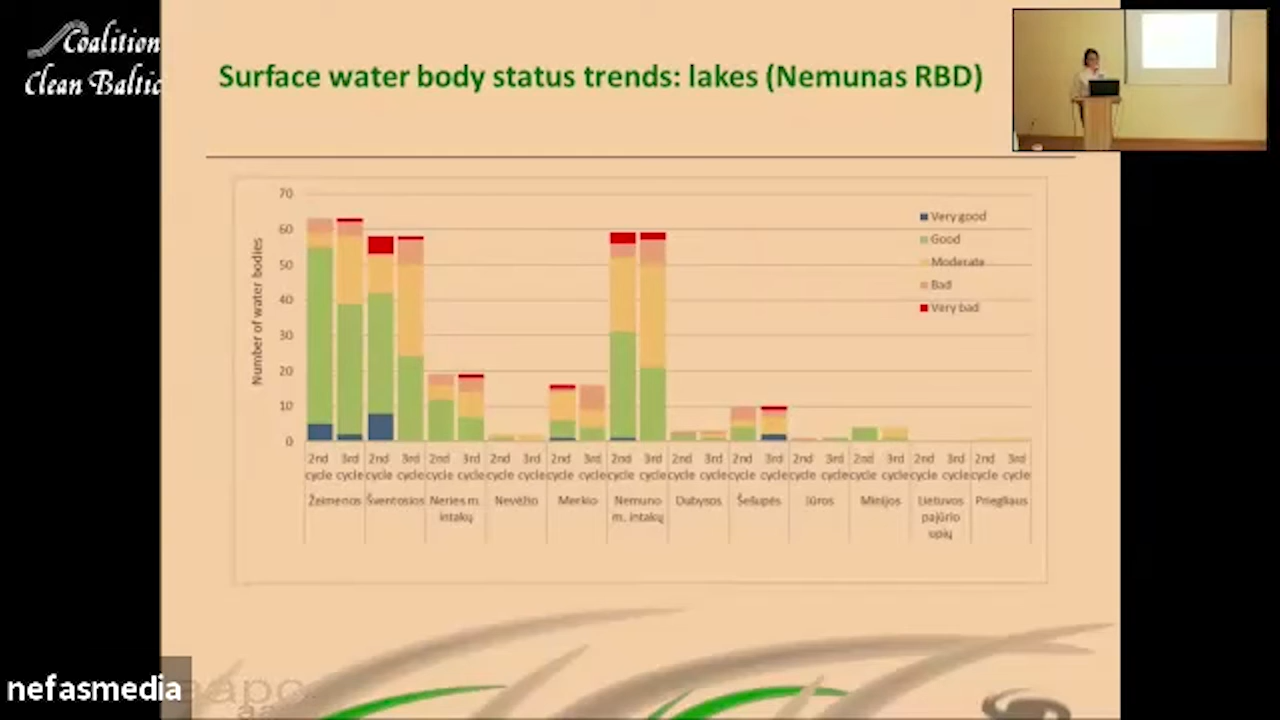 Coalition
Clean Baltic
Surface water body status trends: lakes (Nemunas RBD)
Number of water bodies
70
60
50
40
30
20
10
0
Very good
Good
Moderate
Bad
Very bad
2nd cycle 3rd cycle 2nd cycle 3rd cycle 2nd cycle 3rd cycle 2nd cycle 3rd cycle 2nd cycle 3rd cycle 2nd cycle 3rd cycle 2nd cycle 3rd cycle 2nd cycle 3rd cycle 2nd cycle 3rd cycle 2nd cycle 3rd cycle 2nd cycle 3rd cycle 2nd cycle 3rd cycle
Žeimenos Šventosios Neries m. intakų Nevėžio Merkio Nemuno m. intakų Dubysos Šešupės Jūros Minijos Lietuvos pajūrio upių Priegliaus
nefasmedia